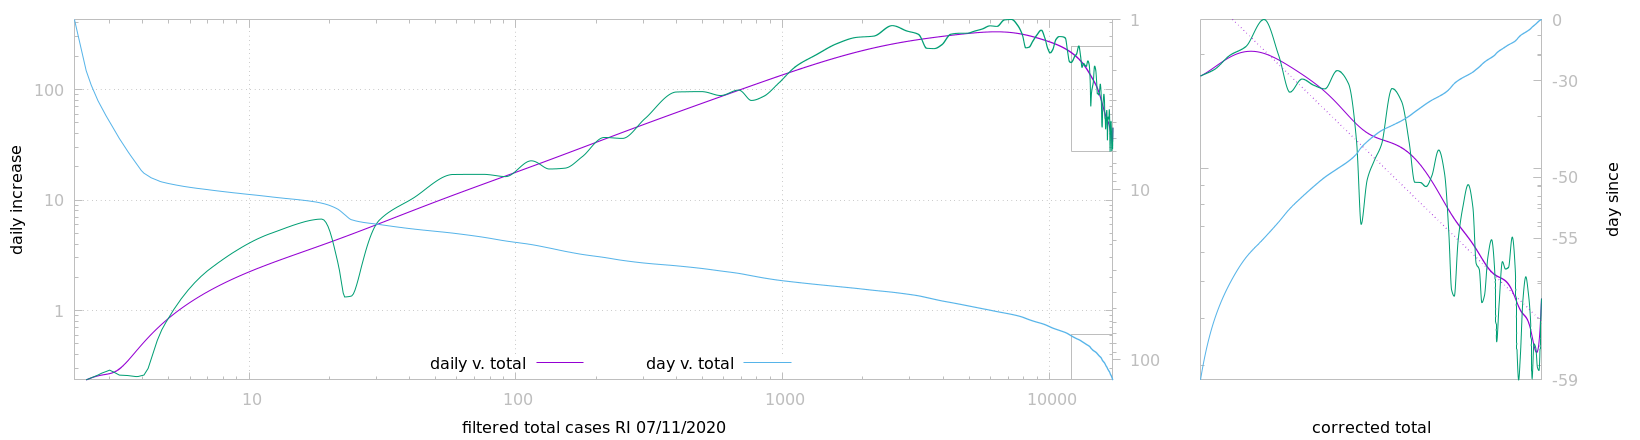 daily increase
100
10
1
10
100
1000
10000
1
10
100
daily v. total
day v. total
filtered total cases RI 07/11/2020
0
-30
-50
-55
-59
day since
corrected total